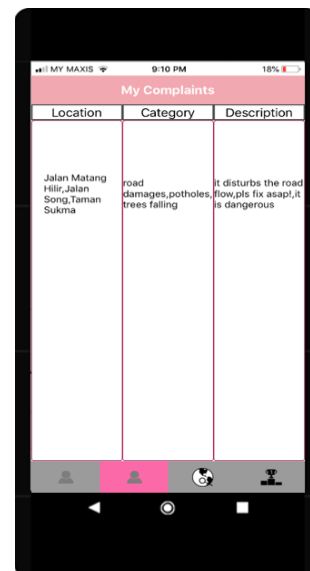 MY MAXIS 9:10 PM 18%
My Complaints
Location Category Description
Jalan Matang
Hilir,Jalan
Song,Taman
Sukma
road
damages,potholes,
trees falling
it disturbs the road
flow,pls fix asap!,it
is dangerous